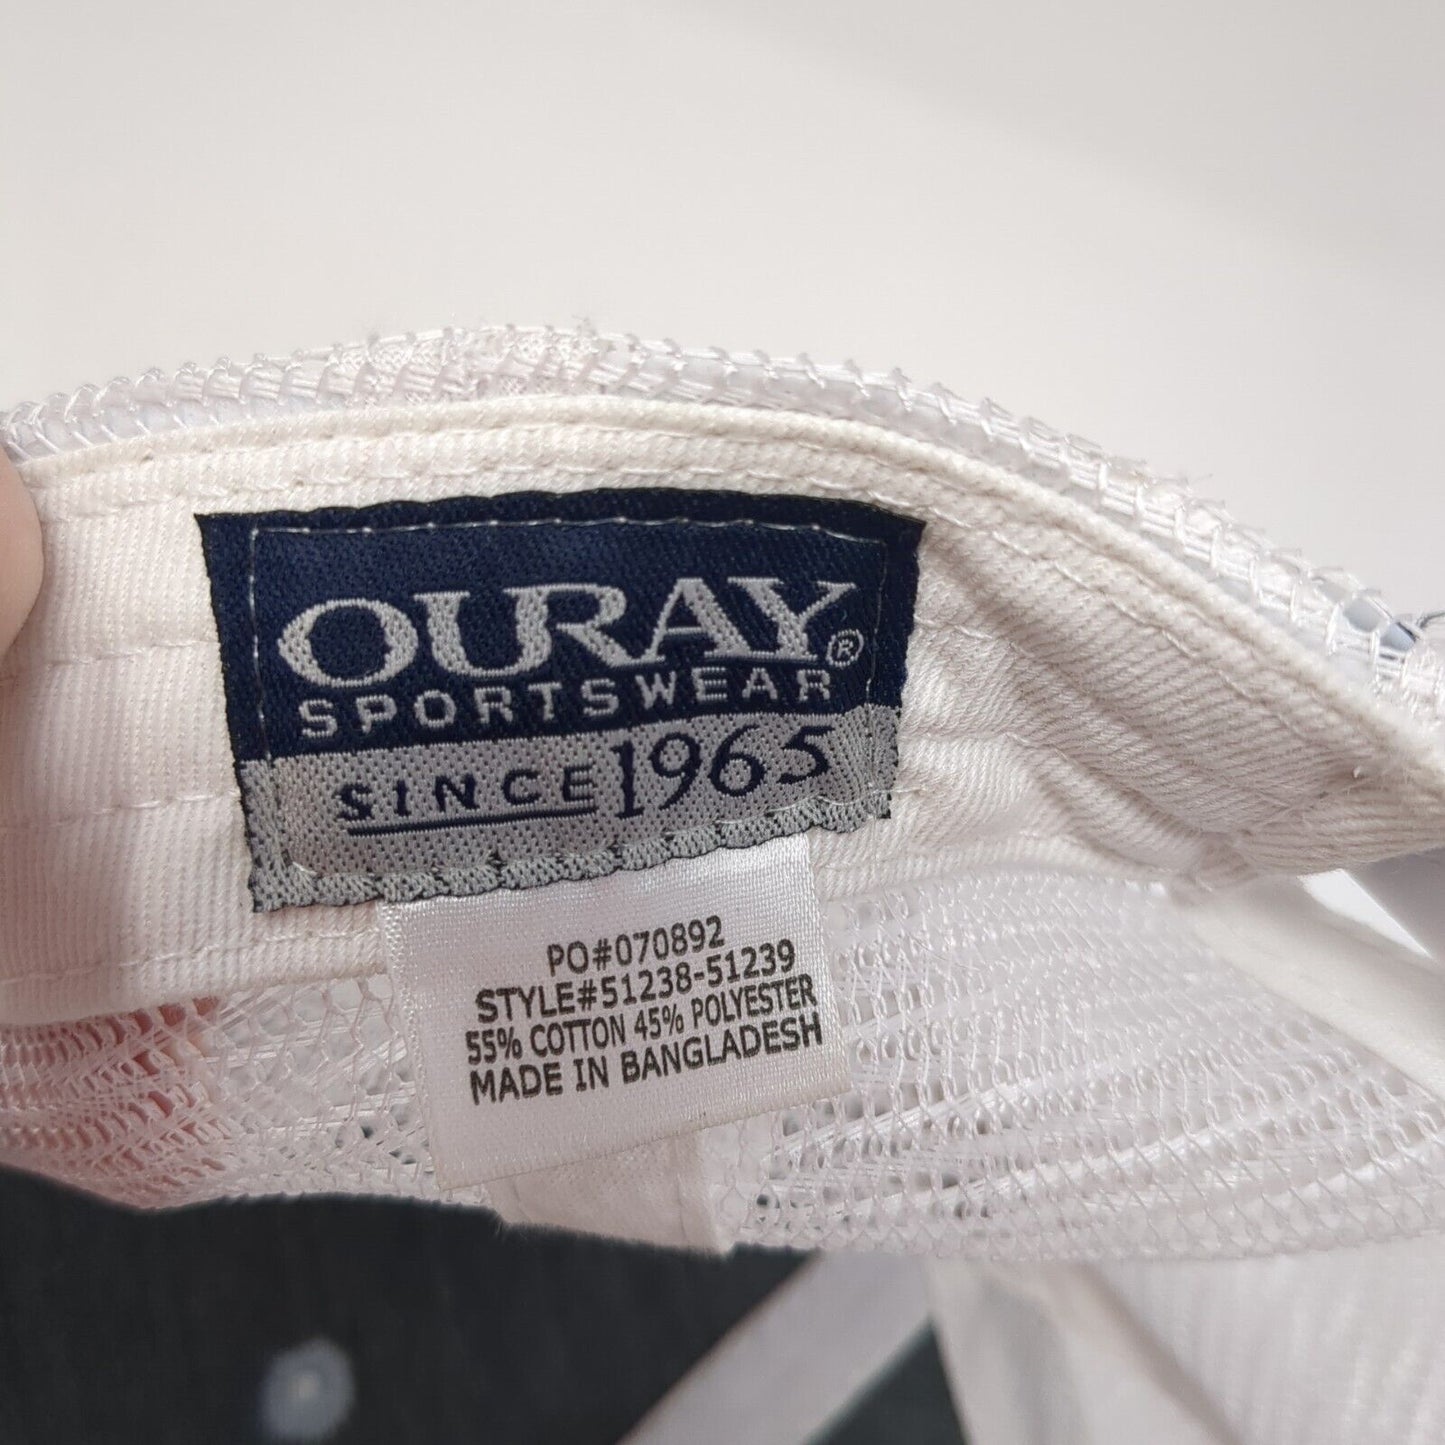 OURAY®
SPORTSWEAR
SINCE 1965
PO#070892
STYLE#51238-51239
55% COTTON 45% POLYESTER
MADE IN BANGLADESH